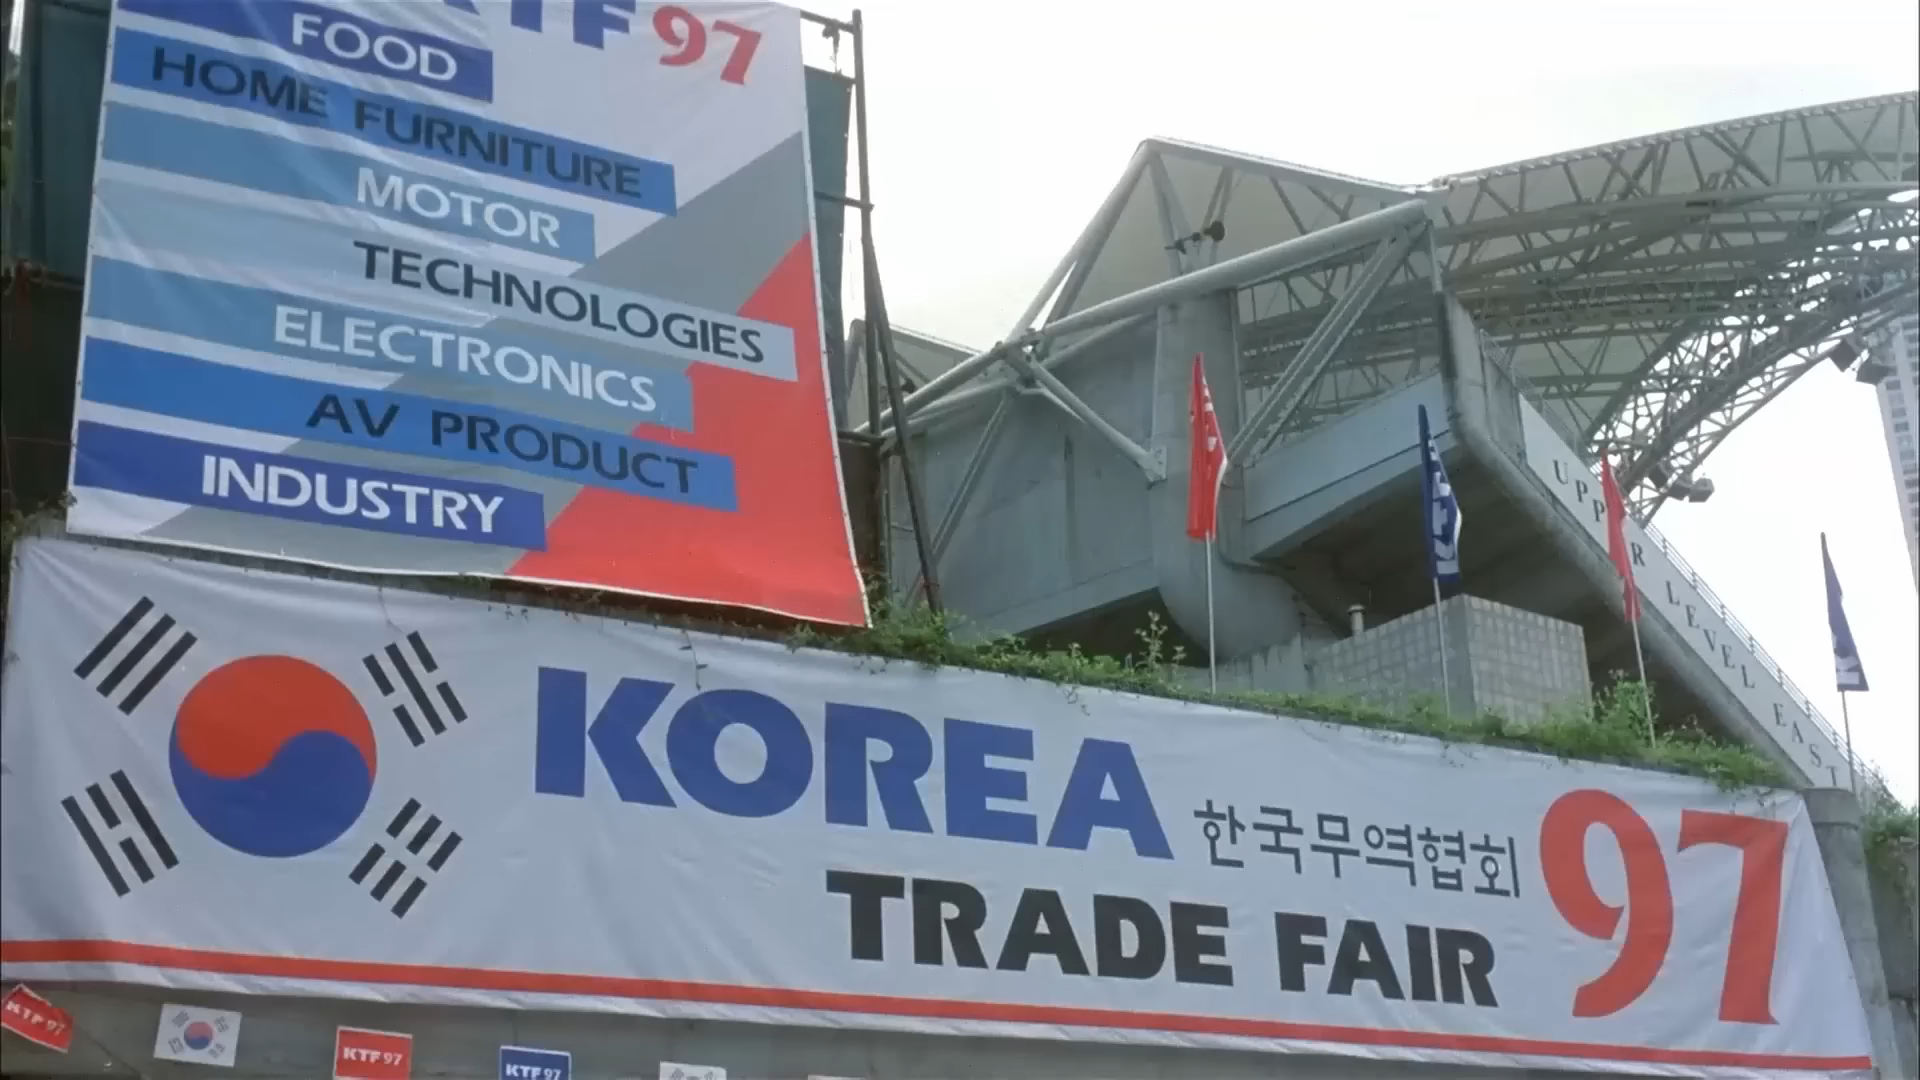 KTF 97
FOOD
HOME FURNITURE
MOTOR
TECHNOLOGIES
ELECTRONICS
AV PRODUCT
INDUSTRY
UPPER LEVEL EAST
KOREA 한국무역협회 97
TRADE FAIR
KTF 97
KTF 97
KTF 97